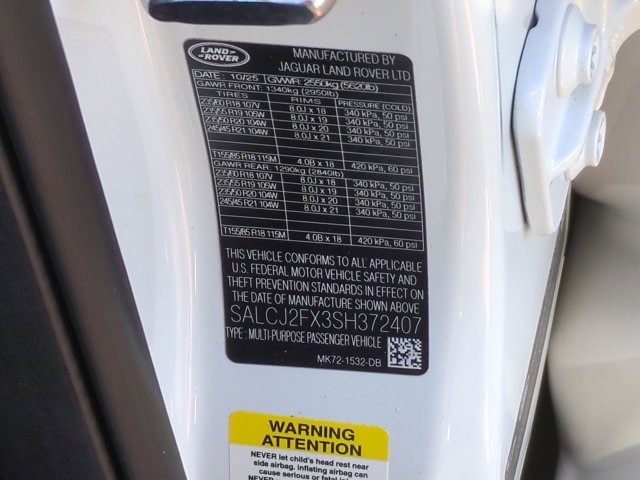 LAND
ROVER
MANUFACTURED BY
JAGUAR LAND ROVER LTD
DATE: 10/25 GVWR: 2550kg (5620lb)
GAWR FRONT: 1340kg (2950lb)
TIRES RIMS PRESSURE (COLD)
235/60 R18 107V 8.0J x 18 340 kPa, 50 psi
235/55 R19 105W 8.0J x 19 340 kPa, 50 psi
235/50 R20 104W 8.0J x 20 340 kPa, 50 psi
245/45 R21 104W 8.0J x 21 340 kPa, 50 psi
T155/85 R18 115M 4.0B x 18 420 kPa, 60 psi
GAWR REAR: 1290kg (2840lb)
235/60 R18 107V 8.0J x 18 340 kPa, 50 psi
235/55 R19 105W 8.0J x 19 340 kPa, 50 psi
235/50 R20 104W 8.0J x 20 340 kPa, 50 psi
245/45 R21 104W 8.0J x 21 340 kPa, 50 psi
T155/85 R18 115M 4.0B x 18 420 kPa, 60 psi
THIS VEHICLE CONFORMS TO ALL APPLICABLE
U.S. FEDERAL MOTOR VEHICLE SAFETY AND
THEFT PREVENTION STANDARDS IN EFFECT ON
THE DATE OF MANUFACTURE SHOWN ABOVE
SALCJ2FX3SH372407
TYPE: MULTI-PURPOSE PASSENGER VEHICLE
MK72-1532-DB
WARNING
ATTENTION
NEVER let child's head rest near
side airbag. inflating airbag can
cause serious or fatal
NEVER